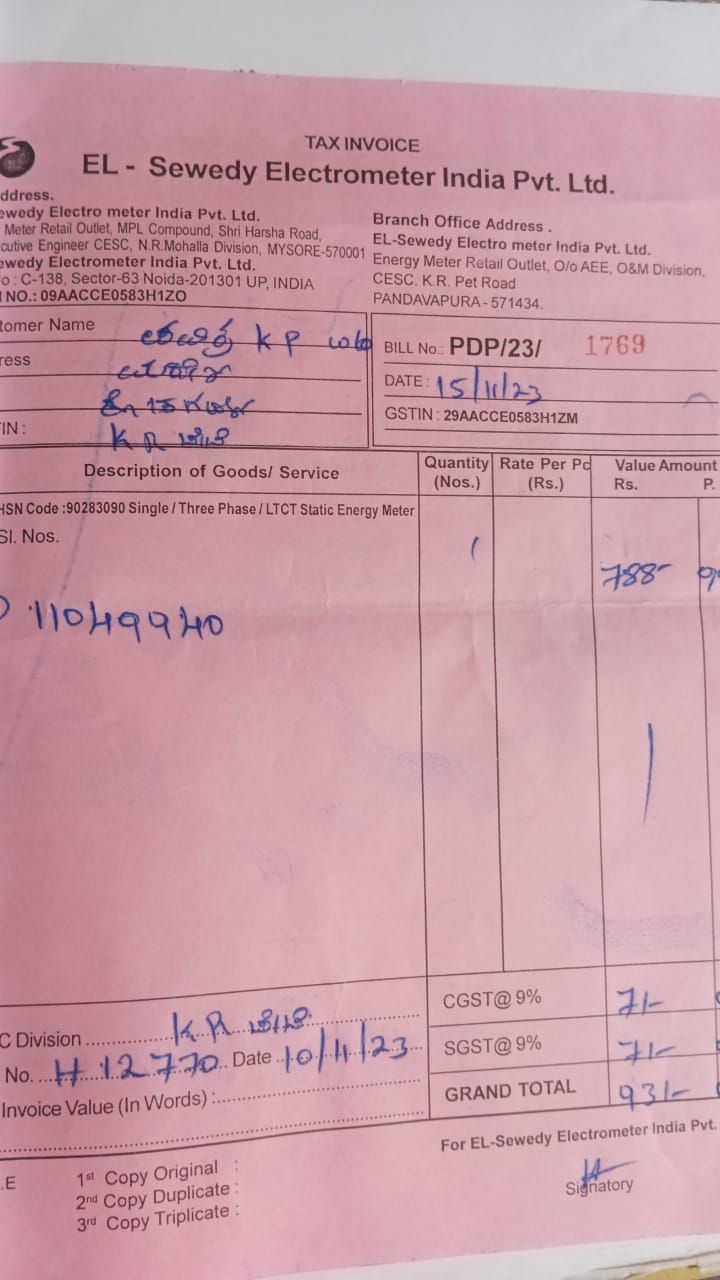 TAX INVOICE
EL - Sewedy Electrometer India Pvt. Ltd.
ddress.
ewedy Electro meter India Pvt. Ltd.
Meter Retail Outlet, MPL Compound, Shri Harsha Road,
cutive Engineer CESC, N.R.Mohalla Division, MYSORE-570001
ewedy Electrometer India Pvt. Ltd.
o : C-138, Sector-63 Noida-201301 UP, INDIA
NO.: 09AACCE0583H1ZO
Branch Office Address .
EL-Sewedy Electro meter India Pvt. Ltd.
Energy Meter Retail Outlet, O/o AEE, O&M Division,
CESC. K.R. Pet Road
PANDAVAPURA - 571434.
tomer Name K P
ress
IN : K R
BILL No.: PDP/23/ 1769
DATE : 15/11/23
GSTIN : 29AACCE0583H1ZM
Description of Goods/ Service Quantity (Nos.) Rate Per Pc (Rs.) Value Amount Rs. P.
HSN Code :90283090 Single / Three Phase / LTCT Static Energy Meter
Sl. Nos. 1
788-
11049940
CGST@ 9% 71/-
C Division K R
SGST@ 9% 71/-
No. H 12770 Date 10/11/23
GRAND TOTAL 931/-
Invoice Value (In Words) :
For EL-Sewedy Electrometer India Pvt.
.E 1st Copy Original :
2nd Copy Duplicate :
3rd Copy Triplicate :
Signatory